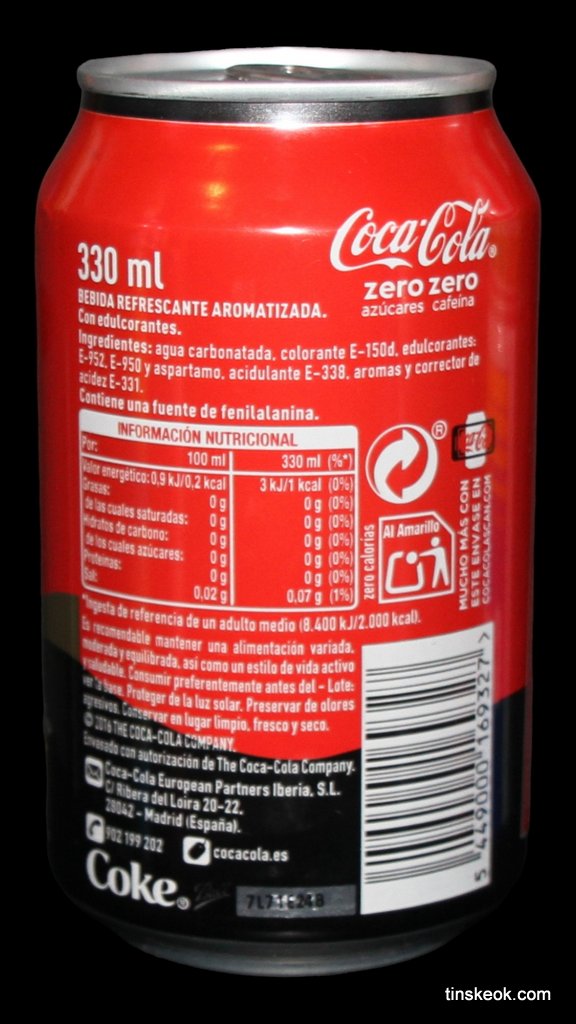 Coca-Cola®
zero zero
azúcares cafeína
330 ml
BEBIDA REFRESCANTE AROMATIZADA.
Con edulcorantes.
Ingredientes: agua carbonatada, colorante E-150d, edulcorantes:
E-952, E-950 y aspartamo, acidulante E-338, aromas y corrector de
acidez E-331.
Contiene una fuente de fenilalanina.
INFORMACIÓN NUTRICIONAL
Por: 100 ml 330 ml (%*)
Valor energético: 0,9 kJ/0,2 kcal 3 kJ/1 kcal (0%)
Grasas: 0 g 0 g (0%)
de las cuales saturadas: 0 g 0 g (0%)
Hidratos de carbono: 0 g 0 g (0%)
de los cuales azúcares: 0 g 0 g (0%)
Proteínas: 0 g 0 g (0%)
Sal: 0.02 g 0.07 g (1%)
®
zero calorías
Al Amarillo
Coca-Cola
MUCHO MÁS CON
ESTE ENVASE EN
COCACOLASCAN.COM
*Ingesta de referencia de un adulto medio (8.400 kJ/2.000 kcal).
Es recomendable mantener una alimentación variada,
moderada y equilibrada, así como un estilo de vida activo
y saludable. Consumir preferentemente antes del - Lote:
ver la base. Proteger de la luz solar. Preservar de olores
agresivos. Conservar en lugar limpio, fresco y seco.
© 2016 THE COCA-COLA COMPANY.
Envasado con autorización de The Coca-Cola Company.
Coca-Cola European Partners Iberia, S.L.
C/ Ribera del Loira 20-22.
28042 - Madrid (España).
902 199 202 cocacola.es
Coke®
5 449000 169327 >
tinskeok.com